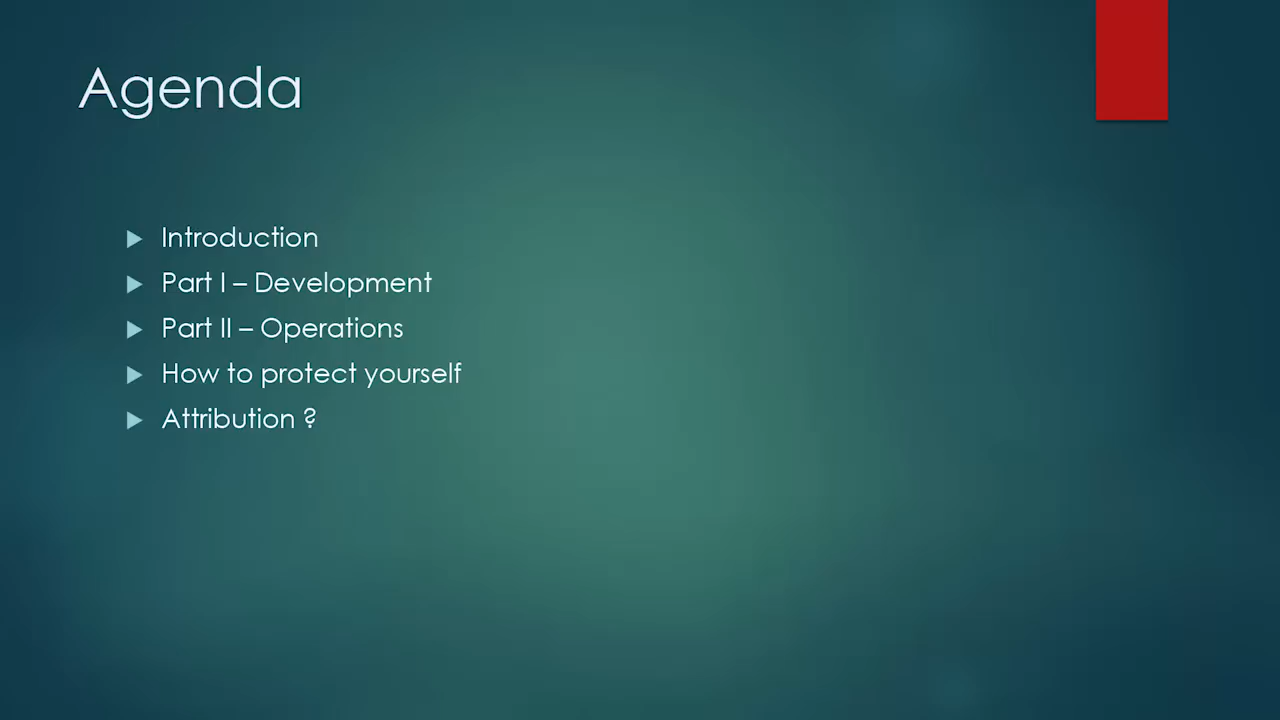 Agenda
Introduction
Part I – Development
Part II – Operations
How to protect yourself
Attribution ?